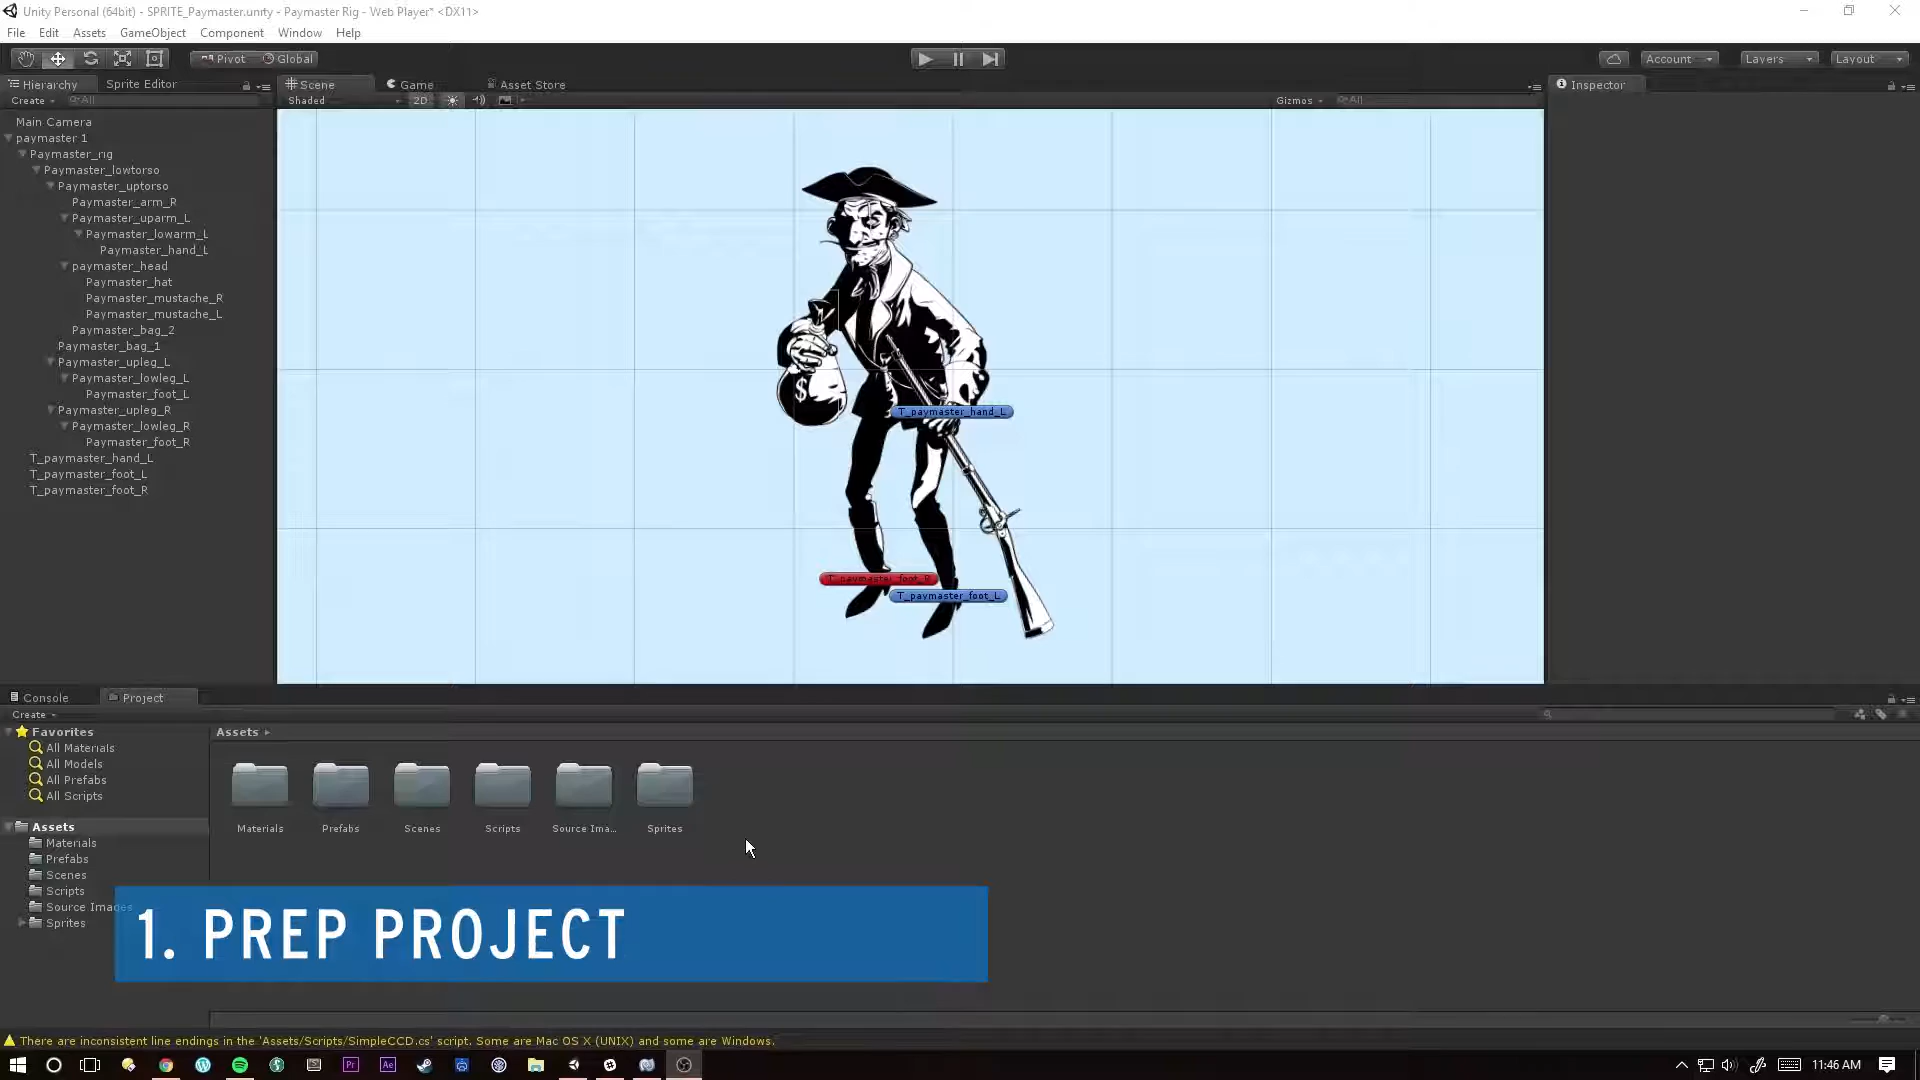 Unity Personal (64bit) - SPRITE_Paymaster.unity - Paymaster Rig - Web Player* <DX11>
File Edit Assets GameObject Component Window Help
Pivot Global
Account Layers Layout
Hierarchy Sprite Editor
Scene Game Asset Store
Inspector
Create All
Shaded 2D
Gizmos All
Main Camera
paymaster 1
Paymaster_rig
Paymaster_lowtorso
Paymaster_uptorso
Paymaster_arm_R
Paymaster_uparm_L
Paymaster_lowarm_L
Paymaster_hand_L
paymaster_head
Paymaster_hat
Paymaster_mustache_R
Paymaster_mustache_L
Paymaster_bag_2
Paymaster_bag_1
Paymaster_upleg_L
Paymaster_lowleg_L
Paymaster_foot_L
Paymaster_upleg_R
Paymaster_lowleg_R
Paymaster_foot_R
T_paymaster_hand_L
T_paymaster_foot_L
T_paymaster_foot_R
$
T_paymaster_hand_L
T_paymaster_foot_R
T_paymaster_foot_L
Console Project
Create
Favorites
All Materials
All Models
All Prefabs
All Scripts
Assets
Materials
Prefabs
Scenes
Scripts
Source Images
Sprites
Assets
Materials Prefabs Scenes Scripts Source Ima... Sprites
1. PREP PROJECT
There are inconsistent line endings in the 'Assets/Scripts/SimpleCCD.cs' script. Some are Mac OS X (UNIX) and some are Windows.
Pr Ae
11:46 AM